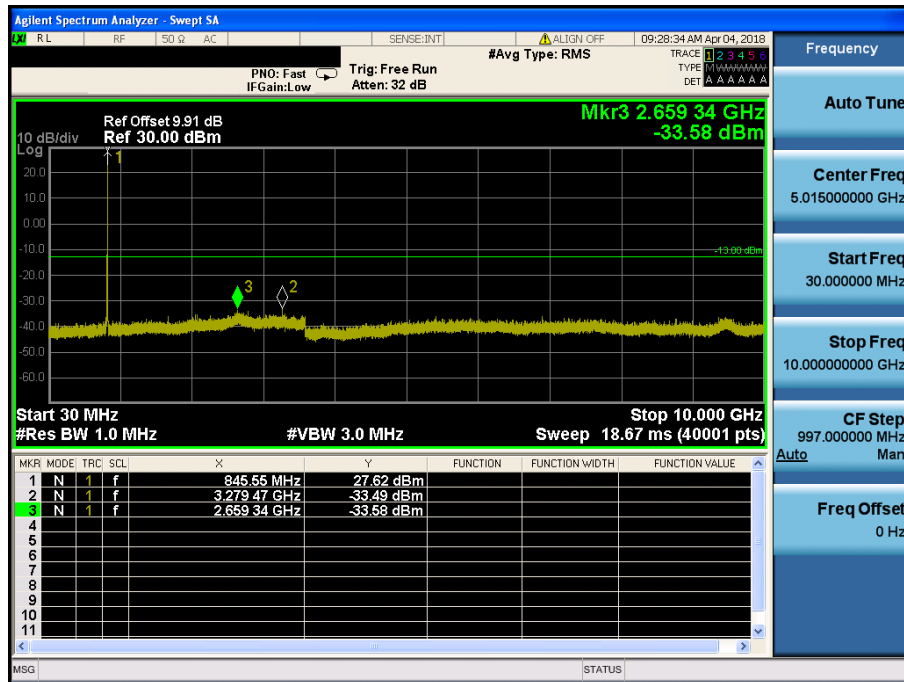 Agilent Spectrum Analyzer - Swept SA
LXI RL RF 50 Ω AC SENSE:INT ALIGN OFF 09:28:34 AM Apr 04, 2018
#Avg Type: RMS TRACE 1 2 3 4 5 6
PNO: Fast Trig: Free Run TYPE M WWWWW
IFGain:Low Atten: 32 dB DET A A A A A A
Mkr3 2.659 34 GHz
-33.58 dBm
Ref Offset 9.91 dB
10 dB/div Ref 30.00 dBm
Log
1
20.0
10.0
0.00
-10.0
-13.00 dBm
-20.0
3 2
-30.0
-40.0
-50.0
-60.0
Start 30 MHz Stop 10.000 GHz
#Res BW 1.0 MHz #VBW 3.0 MHz Sweep 18.67 ms (40001 pts)
MKR MODE TRC SCL X Y FUNCTION FUNCTION WIDTH FUNCTION VALUE
1 N 1 f 845.55 MHz 27.62 dBm
2 N 1 f 3.279 47 GHz -33.49 dBm
3 N 1 f 2.659 34 GHz -33.58 dBm
4
5
6
7
8
9
10
11
MSG STATUS
Frequency
Auto Tune
Center Freq
5.015000000 GHz
Start Freq
30.000000 MHz
Stop Freq
10.000000000 GHz
CF Step
997.000000 MHz
Auto Man
Freq Offset
0 Hz